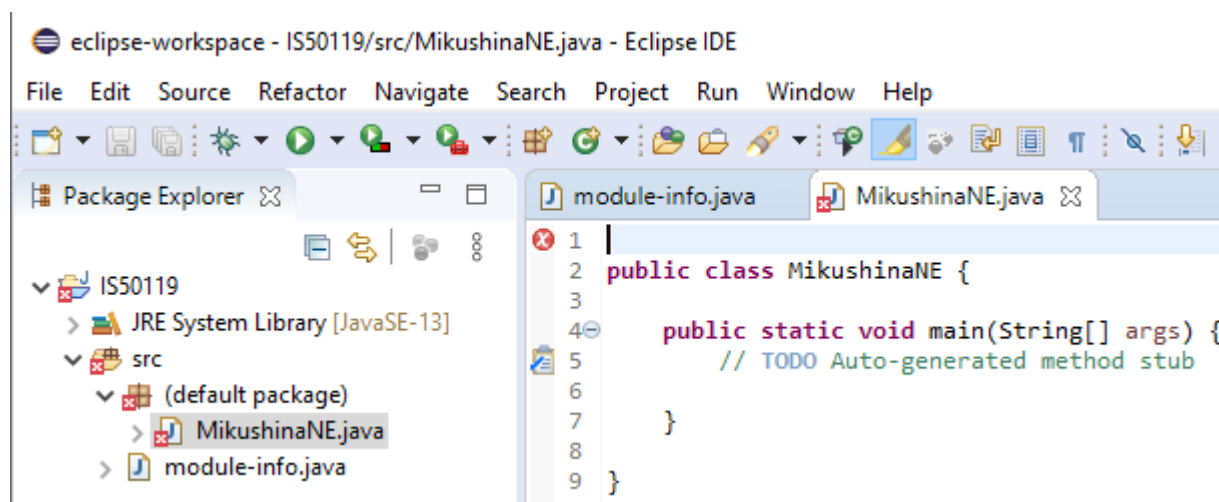 eclipse-workspace - IS50119/src/MikushinaNE.java - Eclipse IDE
File Edit Source Refactor Navigate Search Project Run Window Help
Package Explorer
IS50119
JRE System Library [JavaSE-13]
src
(default package)
MikushinaNE.java
module-info.java
module-info.java MikushinaNE.java
1
2 public class MikushinaNE {
3
4 public static void main(String[] args) {
5 // TODO Auto-generated method stub
6
7 }
8
9 }